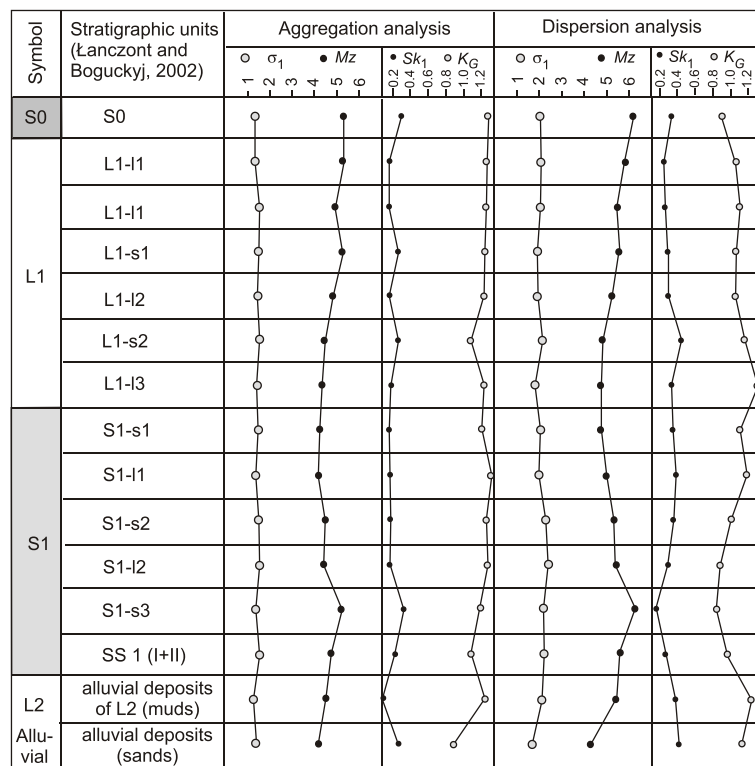 Symbol
Stratigraphic units
(Łanczont and
Boguckyj, 2002)
Aggregation analysis
Dispersion analysis
σ1 Mz Sk1 KG σ1 Mz Sk1 KG
1 2 3 4 5 6 0.2 0.4 0.6 0.8 1.0 1.2 1 2 3 4 5 6 0.2 0.4 0.6 0.8 1.0 1.2
S0 S0
L1
L1-l1
L1-l1
L1-s1
L1-l2
L1-s2
L1-l3
S1
S1-s1
S1-l1
S1-s2
S1-l2
S1-s3
SS 1 (I+II)
L2
alluvial deposits
of L2 (muds)
Allu-
vial
alluvial deposits
(sands)